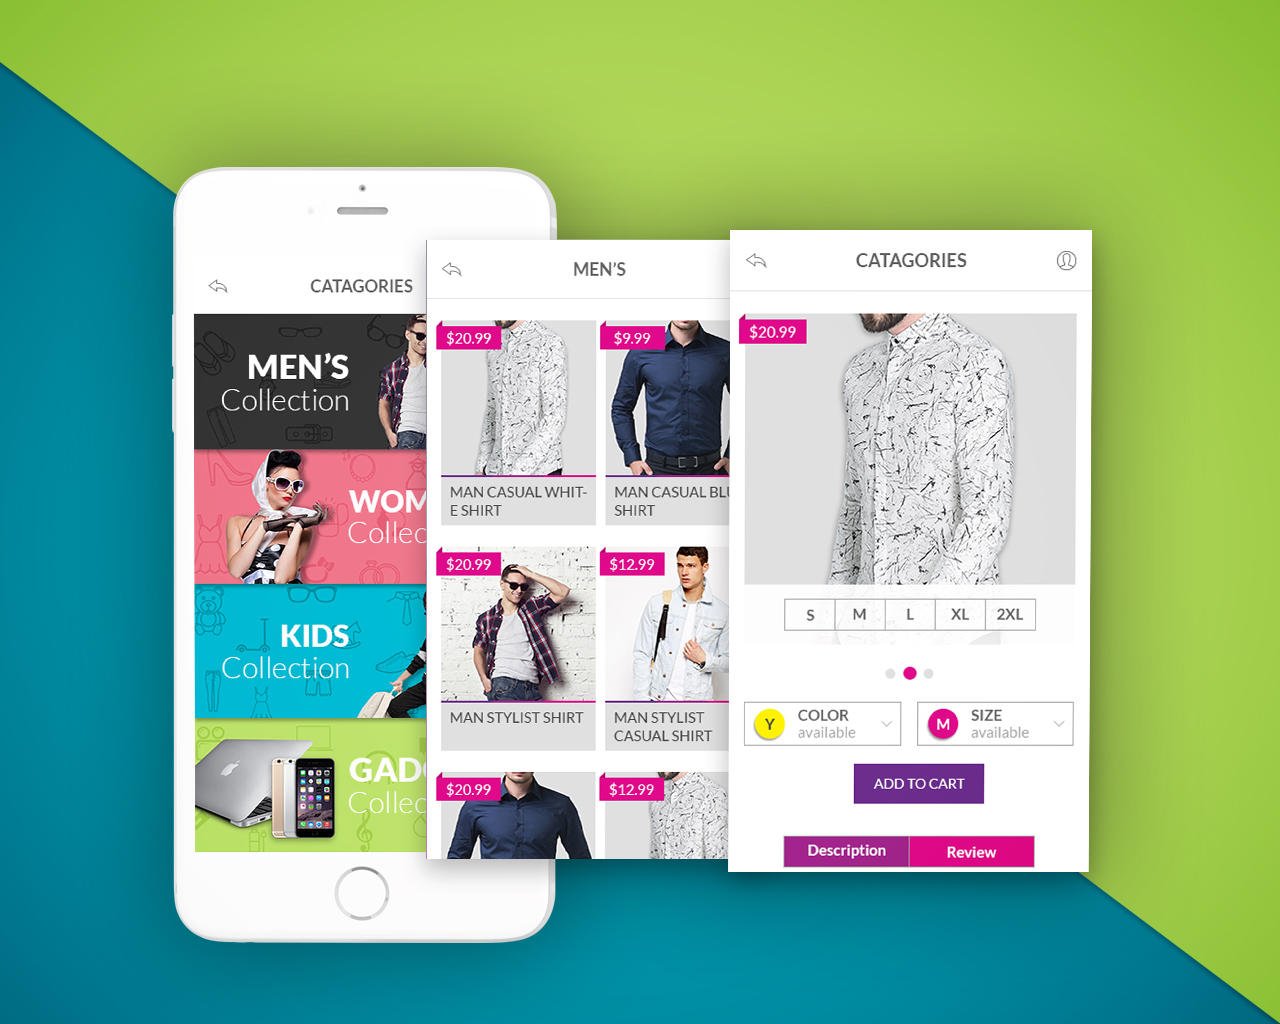 CATAGORIES
MEN'S
Collection
WOM
Collec
KIDS
Collection
GAD
Collec
MEN'S
$20.99
$9.99
MAN CASUAL WHIT-
E SHIRT
MAN CASUAL BLU
SHIRT
$20.99
$12.99
MAN STYLIST SHIRT
MAN STYLIST
CASUAL SHIRT
$20.99
$12.99
CATAGORIES
$20.99
S M L XL 2XL
Y
COLOR
available
M
SIZE
available
ADD TO CART
Description
Review